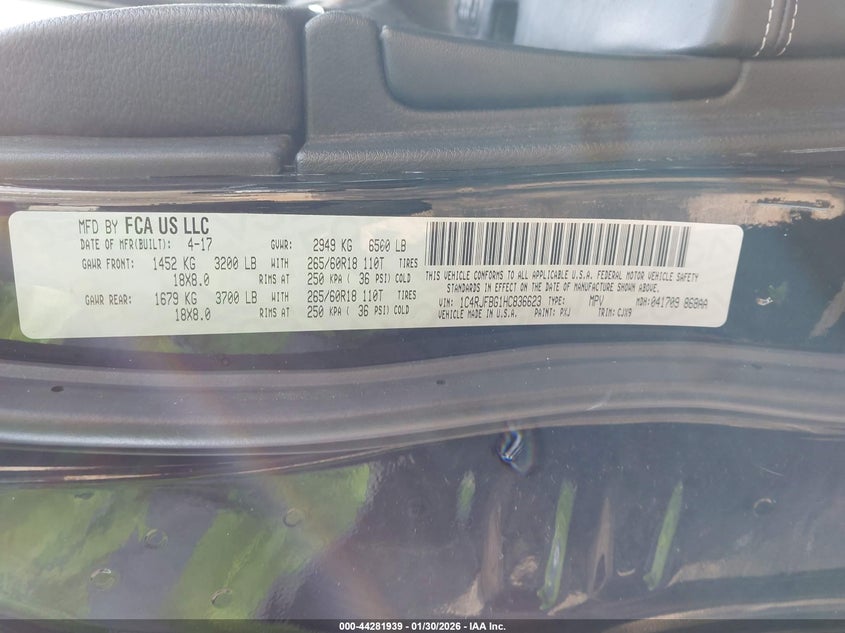 MFD BY FCA US LLC
DATE OF MFR(BUILT): 4-17 GVWR: 2949 KG 6500 LB
GAWR FRONT: 1452 KG 3200 LB WITH 265/60R18 110T TIRES
18X8.0 RIMS AT 250 KPA ( 36 PSI) COLD
GAWR REAR: 1679 KG 3700 LB WITH 265/60R18 110T TIRES
18X8.0 RIMS AT 250 KPA ( 36 PSI) COLD
THIS VEHICLE CONFORMS TO ALL APPLICABLE U.S.A. FEDERAL MOTOR VEHICLE SAFETY
STANDARDS IN EFFECT ON THE DATE OF MANUFACTURE SHOWN ABOVE.
VIN: 1C4RJFBG1HC836623 TYPE: MPV MDH: 041709 868AA
VEHICLE MADE IN U.S.A. PAINT: PXJ TRIM: CJX9
000-44281939 - 01/30/2026 - IAA Inc.